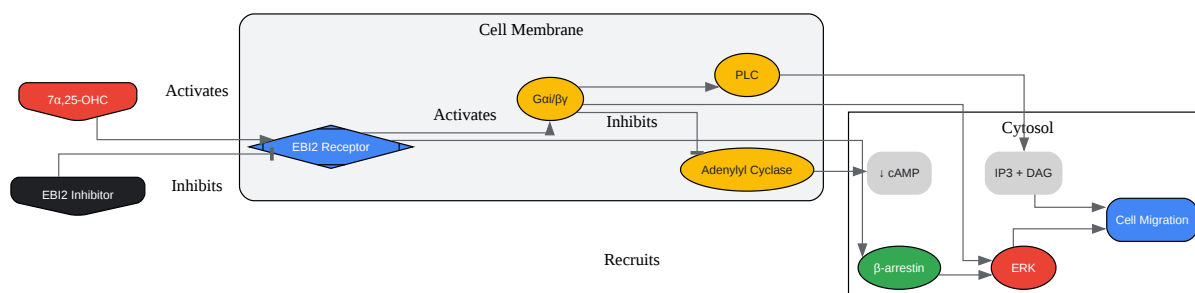 Cell Membrane
7α,25-OHC
Activates
EBI2 Receptor
EBI2 Inhibitor
Inhibits
Activates
Gαi/βγ
PLC
Inhibits
Adenylyl Cyclase
Recruits
Cytosol
↓ cAMP
IP3 + DAG
Cell Migration
β-arrestin
ERK